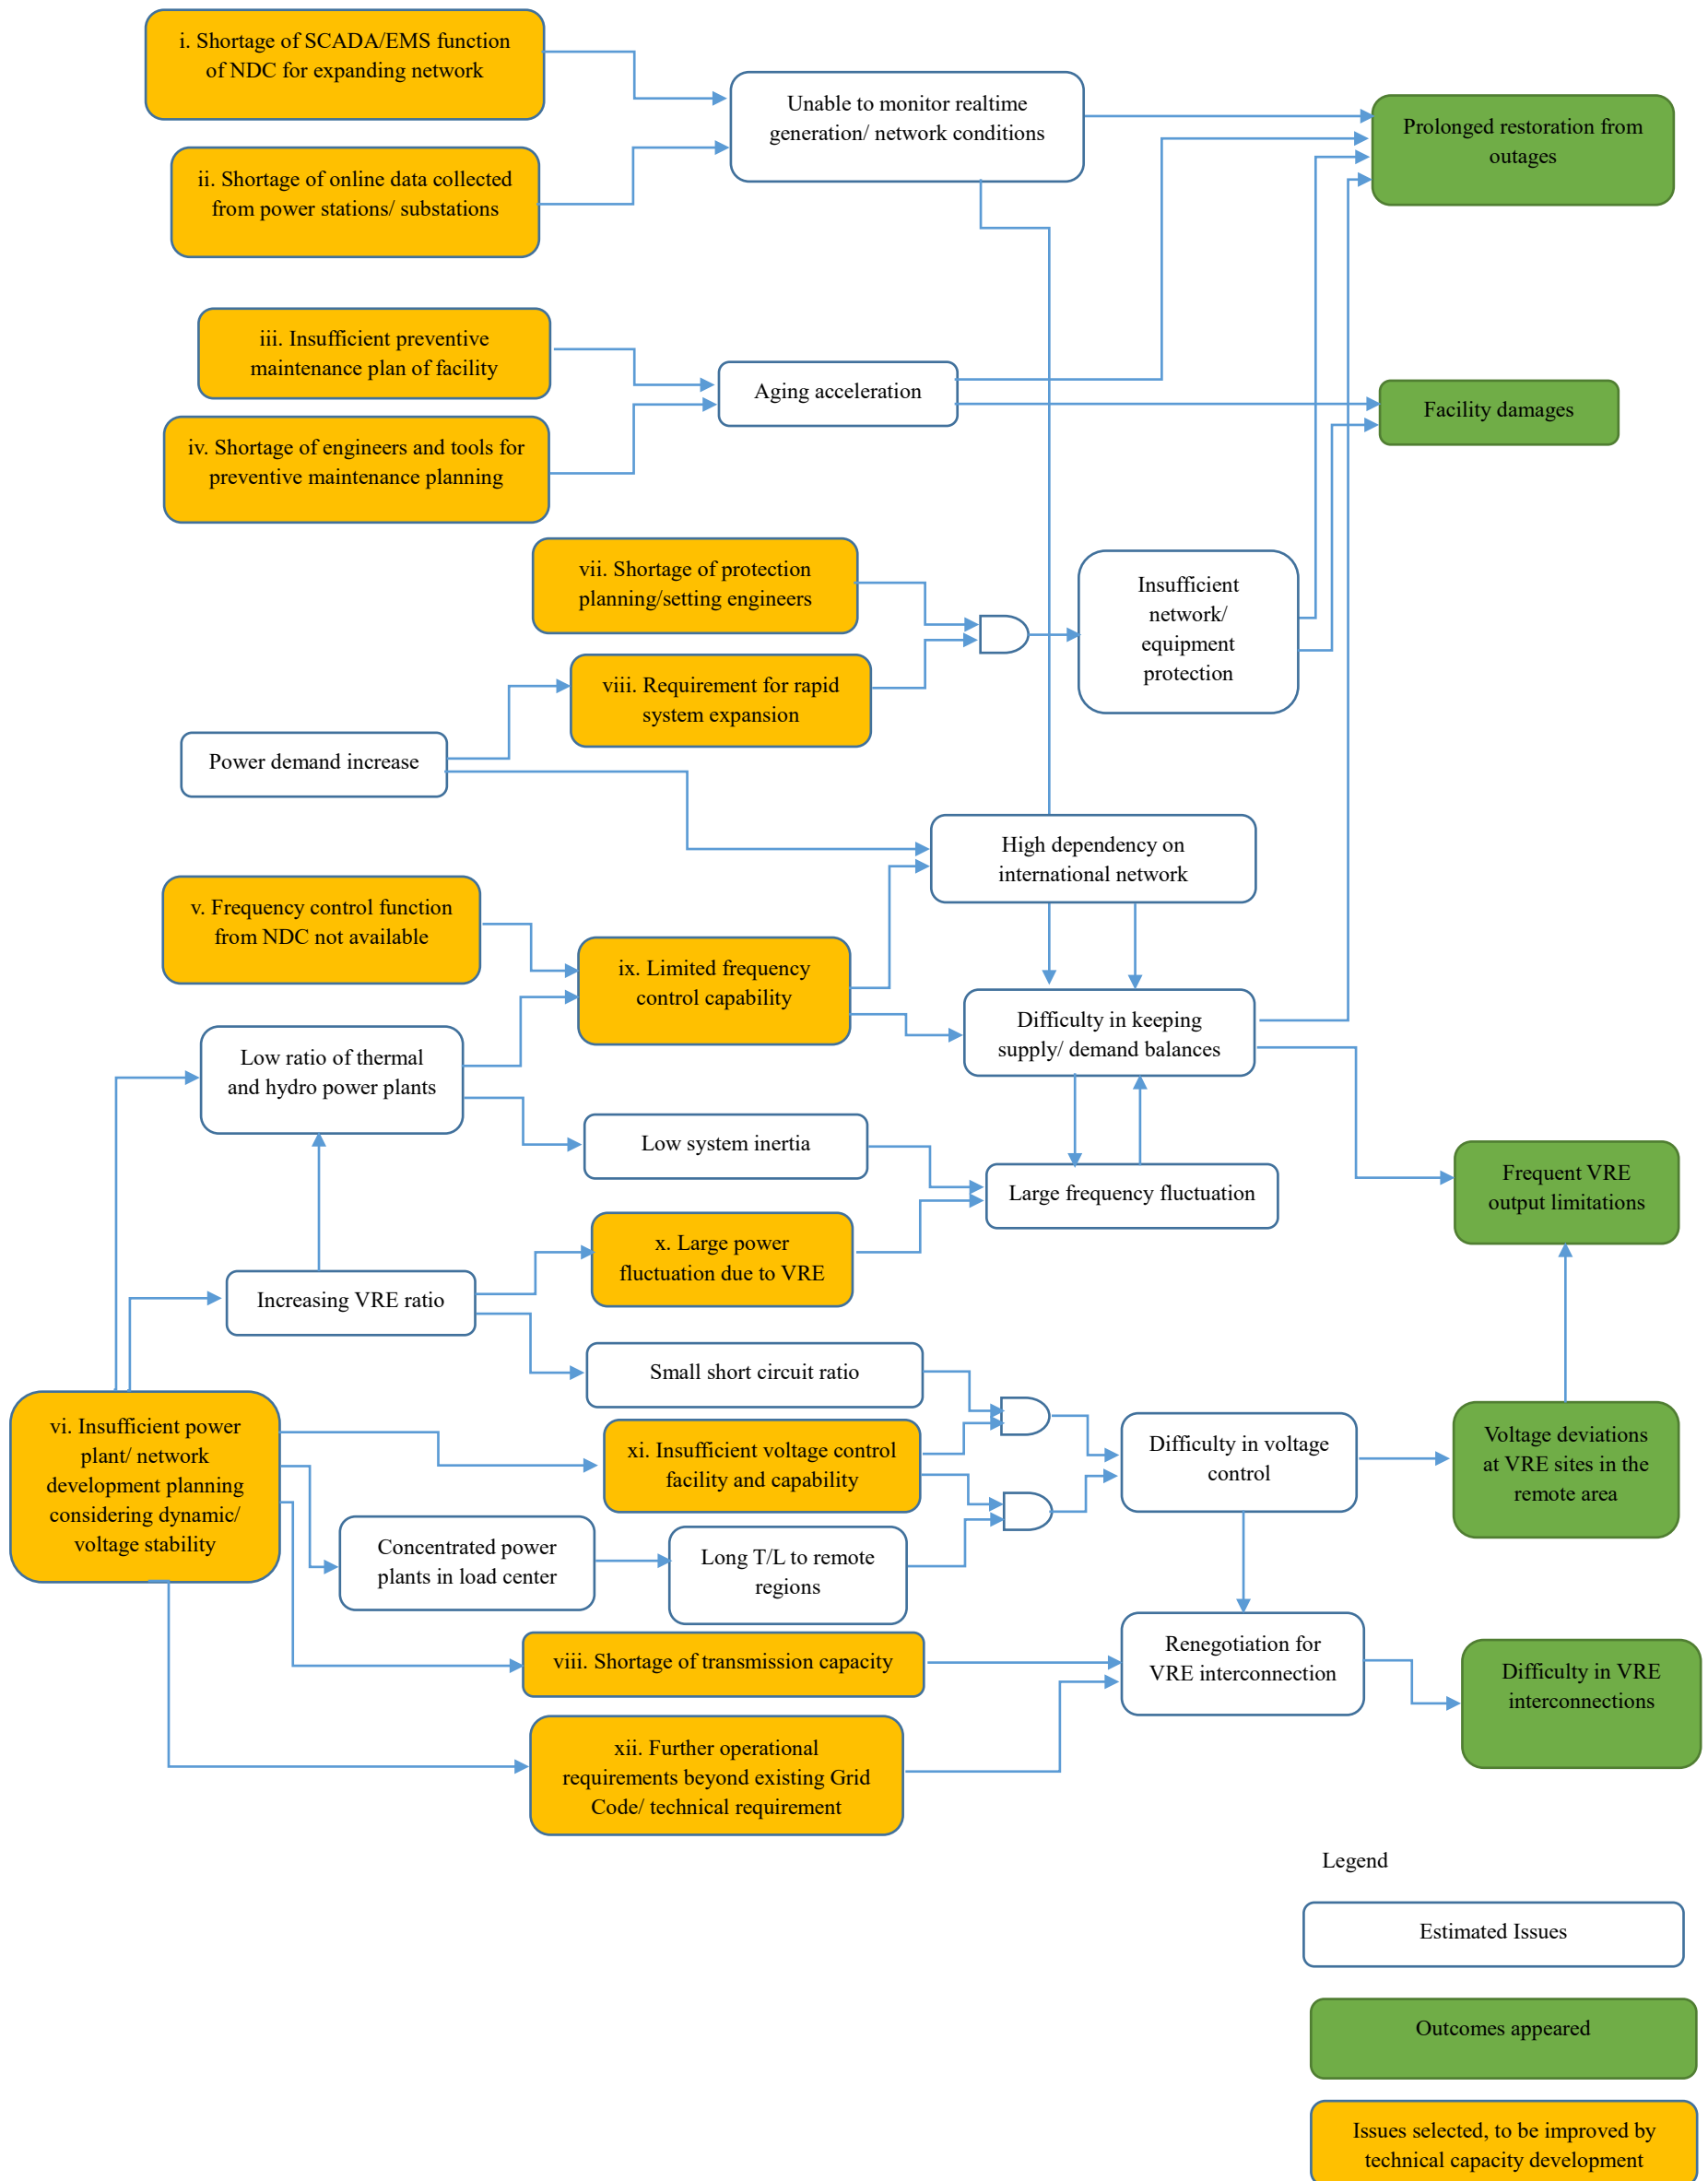 i. Shortage of SCADA/EMS function
of NDC for expanding network
Unable to monitor realtime
generation/ network conditions
Prolonged restoration from
outages
ii. Shortage of online data collected
from power stations/ substations
iii. Insufficient preventive
maintenance plan of facility
Aging acceleration
Facility damages
iv. Shortage of engineers and tools for
preventive maintenance planning
vii. Shortage of protection
planning/setting engineers
Insufficient
network/
equipment
protection
viii. Requirement for rapid
system expansion
Power demand increase
High dependency on
international network
v. Frequency control function
from NDC not available
ix. Limited frequency
control capability
Difficulty in keeping
supply/ demand balances
Low ratio of thermal
and hydro power plants
Low system inertia
Large frequency fluctuation
Frequent VRE
output limitations
x. Large power
fluctuation due to VRE
Increasing VRE ratio
Small short circuit ratio
vi. Insufficient power
plant/ network
development planning
considering dynamic/
voltage stability
xi. Insufficient voltage control
facility and capability
Difficulty in voltage
control
Voltage deviations
at VRE sites in the
remote area
Concentrated power
plants in load center
Long T/L to remote
regions
viii. Shortage of transmission capacity
Renegotiation for
VRE interconnection
Difficulty in VRE
interconnections
xii. Further operational
requirements beyond existing Grid
Code/ technical requirement
Legend
Estimated Issues
Outcomes appeared
Issues selected, to be improved by
technical capacity development